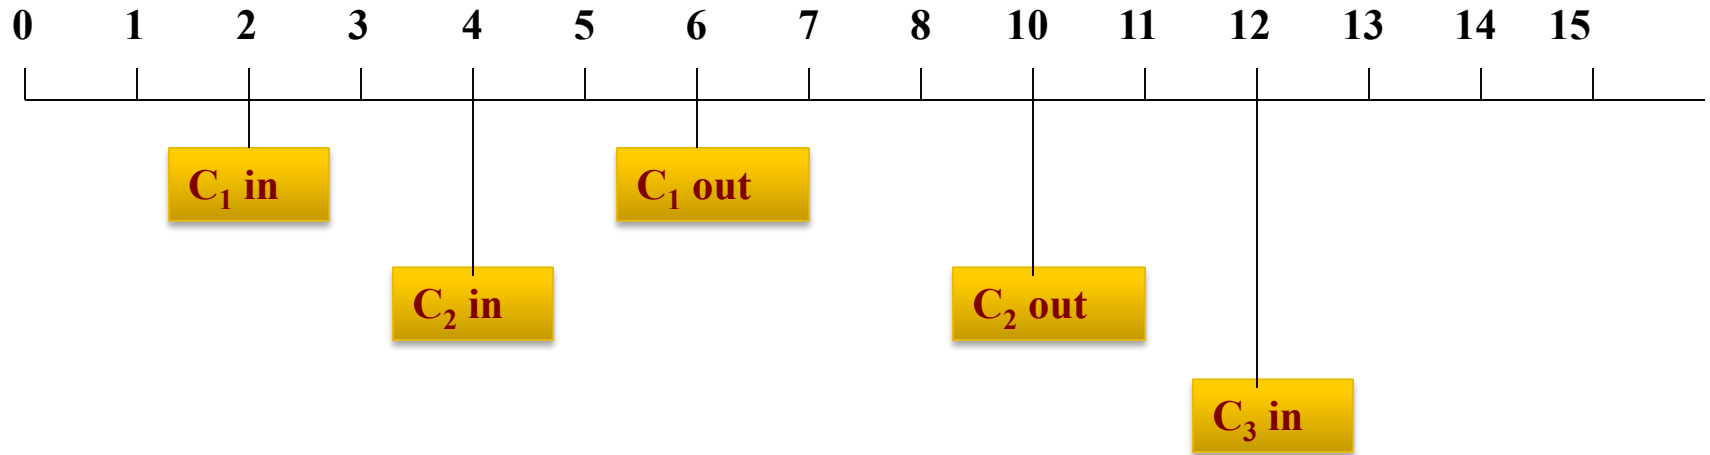 0 1 2 3 4 5 6 7 8 10 11 12 13 14 15
C₁ in C₁ out
C₂ in C₂ out
C₃ in